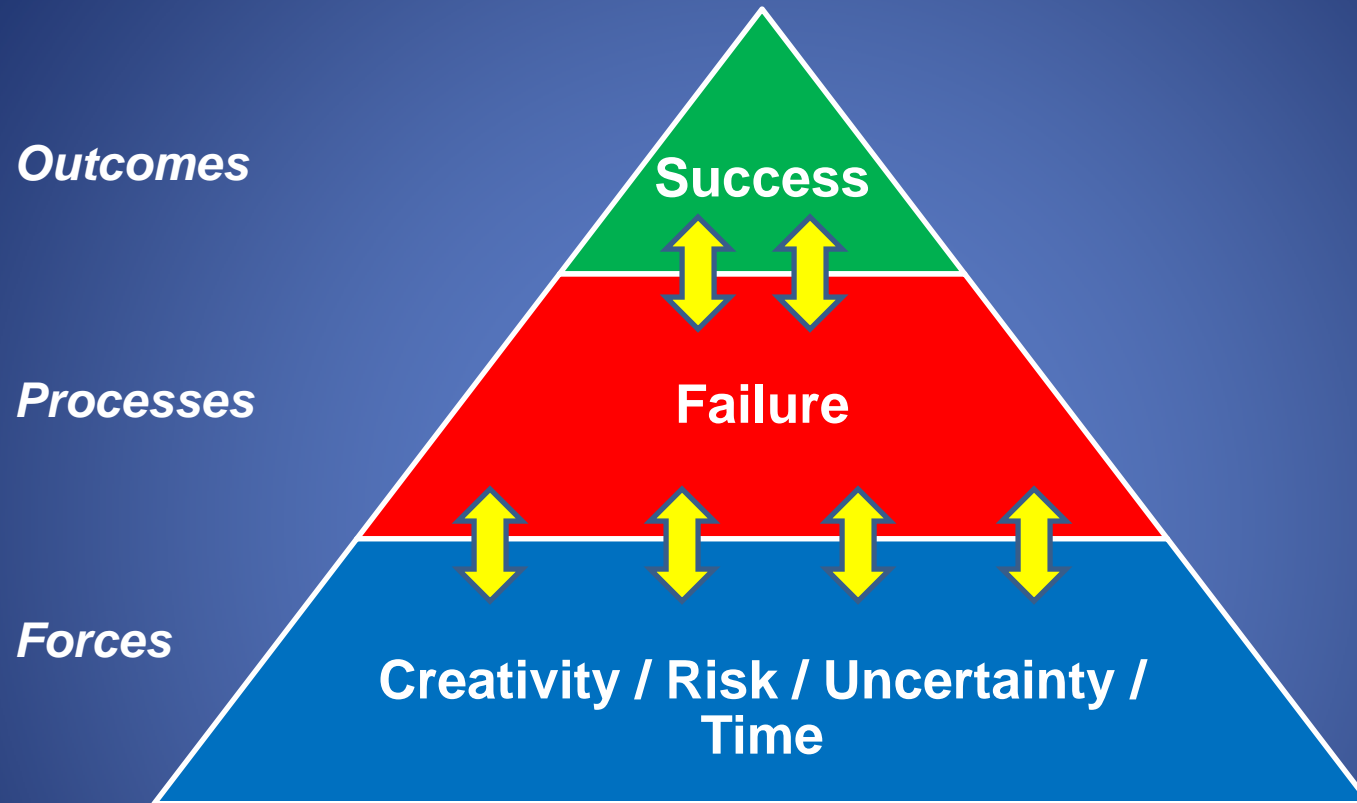 Outcomes
Success
Processes
Failure
Forces
Creativity / Risk / Uncertainty /
Time